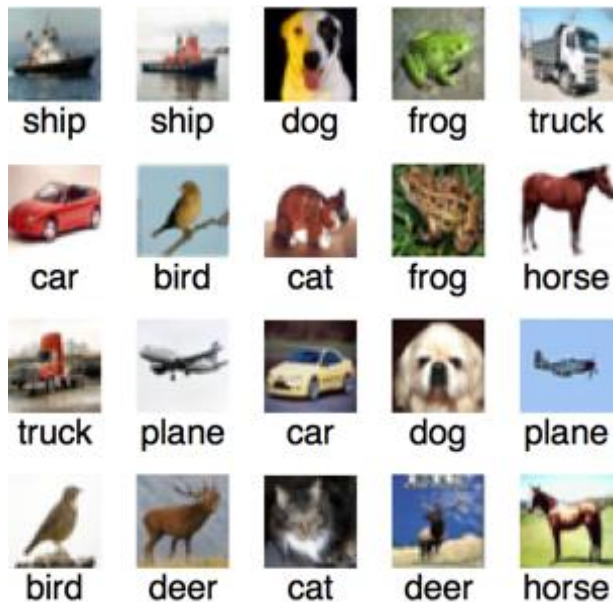 ship ship dog frog truck
car bird cat frog horse
truck plane car dog plane
bird deer cat deer horse